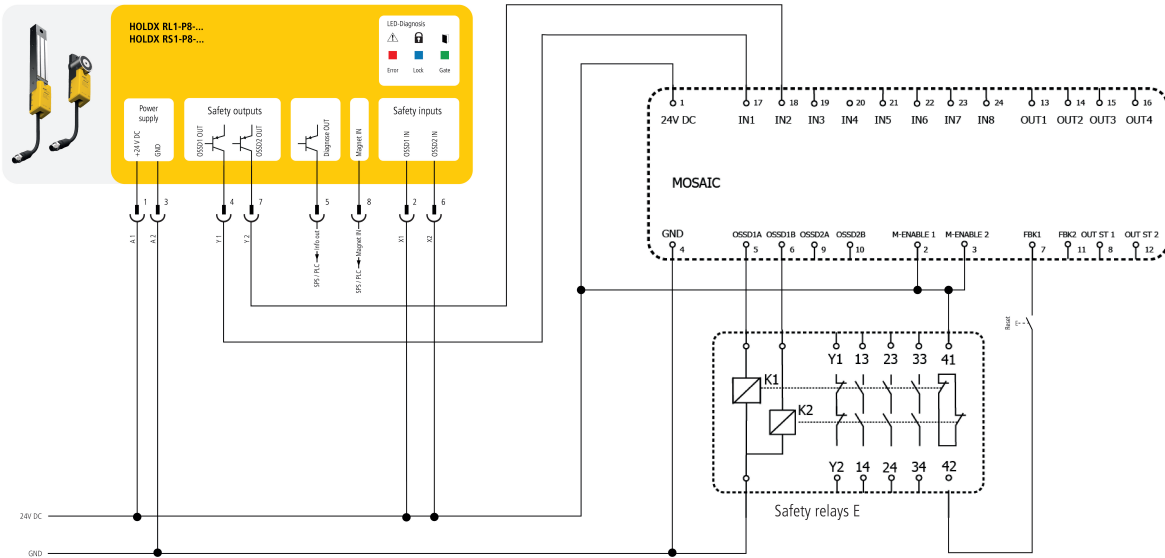 HOLDX RL1-P8-...
HOLDX RS1-P8-...
LED-Diagnosis
Error Lock Gate
Power supply
Safety outputs
Safety inputs
+24 V DC
GND
OSSD1 OUT
OSSD2 OUT
Diagnose OUT
Magnet IN
OSSD1 IN
OSSD2 IN
1 3 4 7 5 8 2 6
A 1
A 2
Y 1
Y 2
SPS / PLC Info out
SPS / PLC Magnet IN
X1
X2
1 17 18 19 20 21 22 23 24 13 14 15 16
24V DC IN1 IN2 IN3 IN4 IN5 IN6 IN7 IN8 OUT1 OUT2 OUT3 OUT4
MOSAIC
GND OSSD1A OSSD1B OSSD2A OSSD2B M-ENABLE 1 M-ENABLE 2 FBK1 FBK2 OUT ST 1 OUT ST 2
4 5 6 9 10 2 3 7 11 8 12
Reset
Y1 13 23 33 41
K1
K2
Y2 14 24 34 42
Safety relays E
24V DC
GND